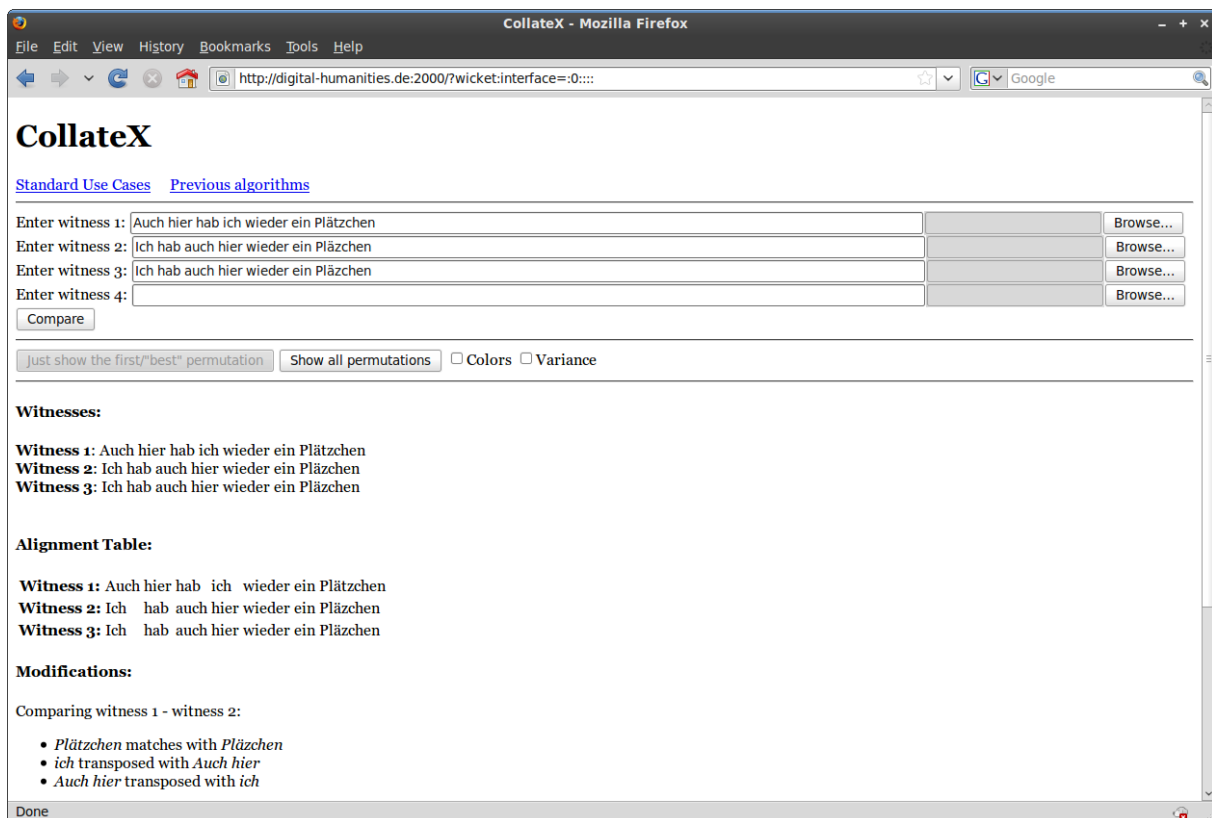 CollateX - Mozilla Firefox
File Edit View History Bookmarks Tools Help
http://digital-humanities.de:2000/?wicket:interface=:0:::: Google
CollateX
Standard Use Cases Previous algorithms
Enter witness 1: Auch hier hab ich wieder ein Plätzchen Browse...
Enter witness 2: Ich hab auch hier wieder ein Pläzchen Browse...
Enter witness 3: Ich hab auch hier wieder ein Pläzchen Browse...
Enter witness 4: Browse...
Compare
Just show the first/"best" permutation Show all permutations Colors Variance
Witnesses:
Witness 1: Auch hier hab ich wieder ein Plätzchen
Witness 2: Ich hab auch hier wieder ein Pläzchen
Witness 3: Ich hab auch hier wieder ein Pläzchen
Alignment Table:
Witness 1: Auch hier hab ich wieder ein Plätzchen
Witness 2: Ich hab auch hier wieder ein Pläzchen
Witness 3: Ich hab auch hier wieder ein Pläzchen
Modifications:
Comparing witness 1 - witness 2:
• Plätzchen matches with Pläzchen
• ich transposed with Auch hier
• Auch hier transposed with ich
Done